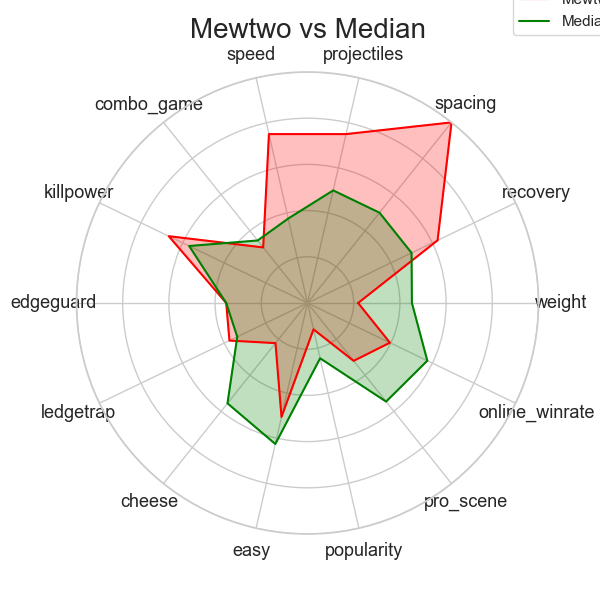 Mewtwo vs Median
speed
projectiles
combo_game
spacing
killpower
recovery
edgeguard
weight
ledgetrap
online_winrate
cheese
pro_scene
easy
popularity